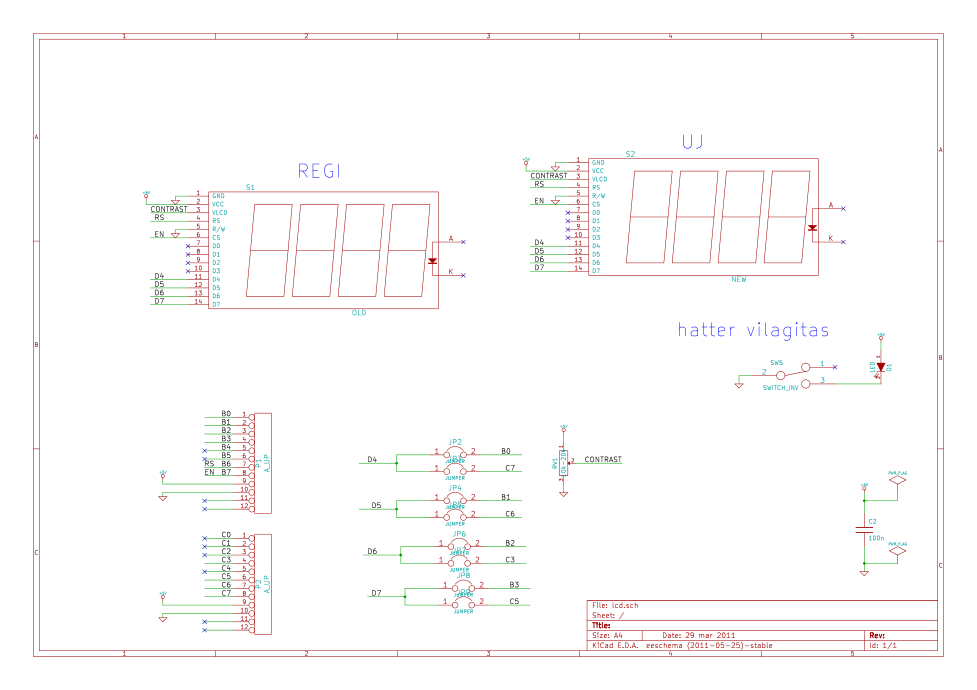 1 2 3 4 5
A
A
UJ
REGI
S2
1 GND
2 VCC
CONTRAST 3 VLCD
RS 4 RS
5 R/W
EN 6 CS
7 D0
8 D1
9 D2
10 D3
D4 11 D4
D5 12 D5
D6 13 D6
D7 14 D7
A
K
NEW
S1
1 GND
2 VCC
CONTRAST 3 VLCD
RS 4 RS
5 R/W
EN 6 CS
7 D0
8 D1
9 D2
10 D3
D4 11 D4
D5 12 D5
D6 13 D6
D7 14 D7
A
K
OLD
B
B
hatter vilagitas
SW5
2
1
3
SWITCH_INV
+5V
1
LED
D1
B0 1
B1 2
B2 3
B3 4
B4 5
B5 6
RS B6 7
EN B7 8
9
10
11
12
P1
A_UP
+5V
C0 1
C1 2
C2 3
C3 4
C4 5
C5 6
C6 7
C7 8
9
10
11
12
P2
A_UP
+5V
JP2
D4 1 2 B0
1 2 C7
JUMPER
JP4
D5 1 2 B1
1 2 C6
JUMPER
JP6
D6 1 2 B2
1 2 C3
JUMPER
JP8
D7 1 2 B3
1 2 C5
JUMPER
+5V
1
RV1
2 CONTRAST
3
PWR_FLAG
+5V
C2
100n
PWR_FLAG
C
C
File: lcd.sch
Sheet: /
Title:
Size: A4 Date: 29 mar 2011 Rev:
KiCad E.D.A. eeschema (2011-05-25)-stable Id: 1/1
1 2 3 4 5